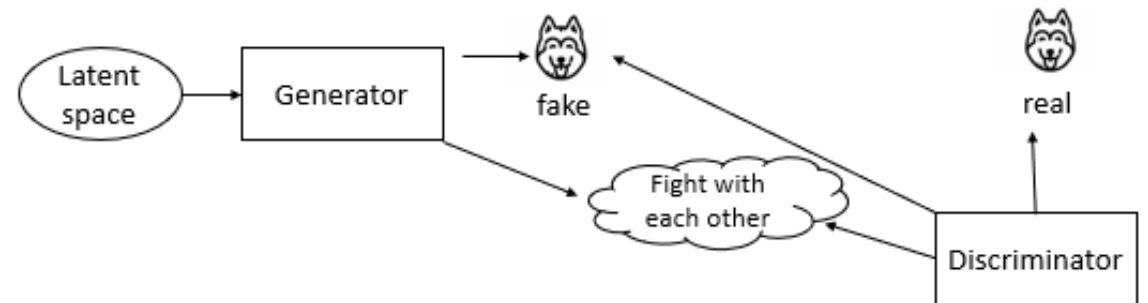 Latent
space
Generator
fake
real
Fight with
each other
Discriminator